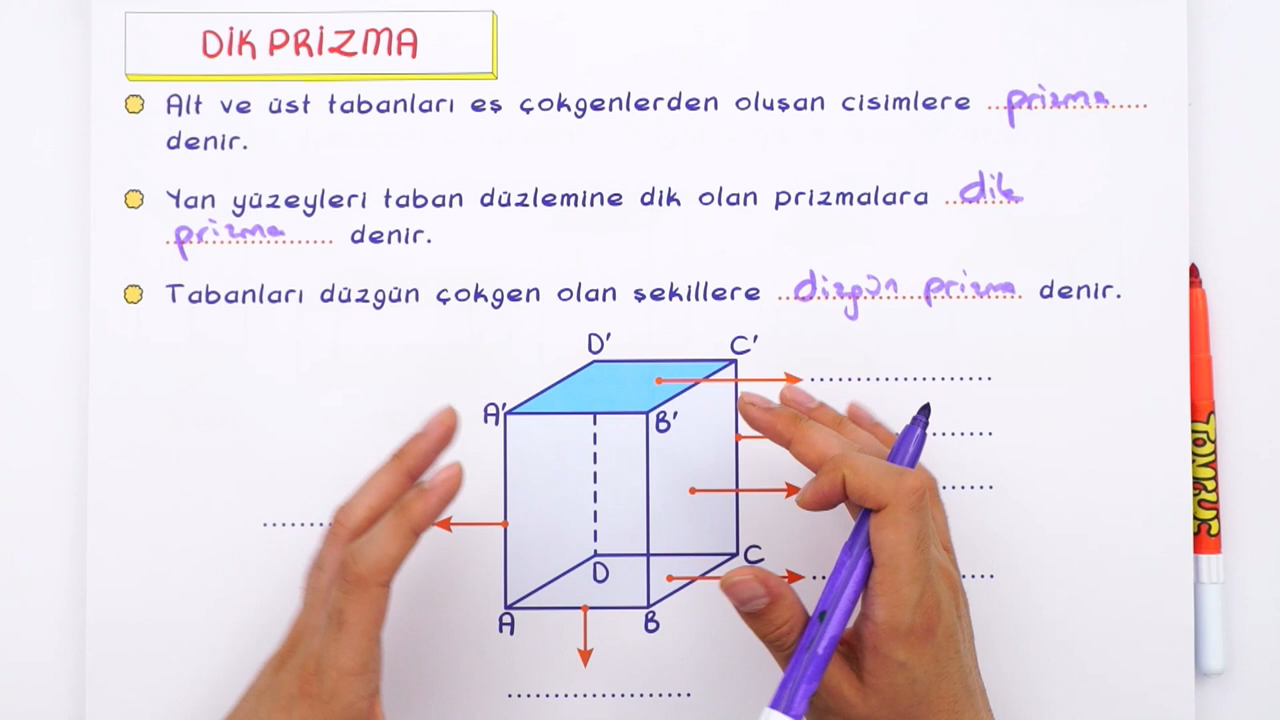 DİK PRİZMA
Alt ve üst tabanları eş çokgenlerden oluşan cisimlere prizma
denir.
Yan yüzeyleri taban düzlemine dik olan prizmalara dik
prizma denir.
Tabanları düzgün çokgen olan şekillere düzgün prizma denir.
D' C'
A' B'
D C
A B